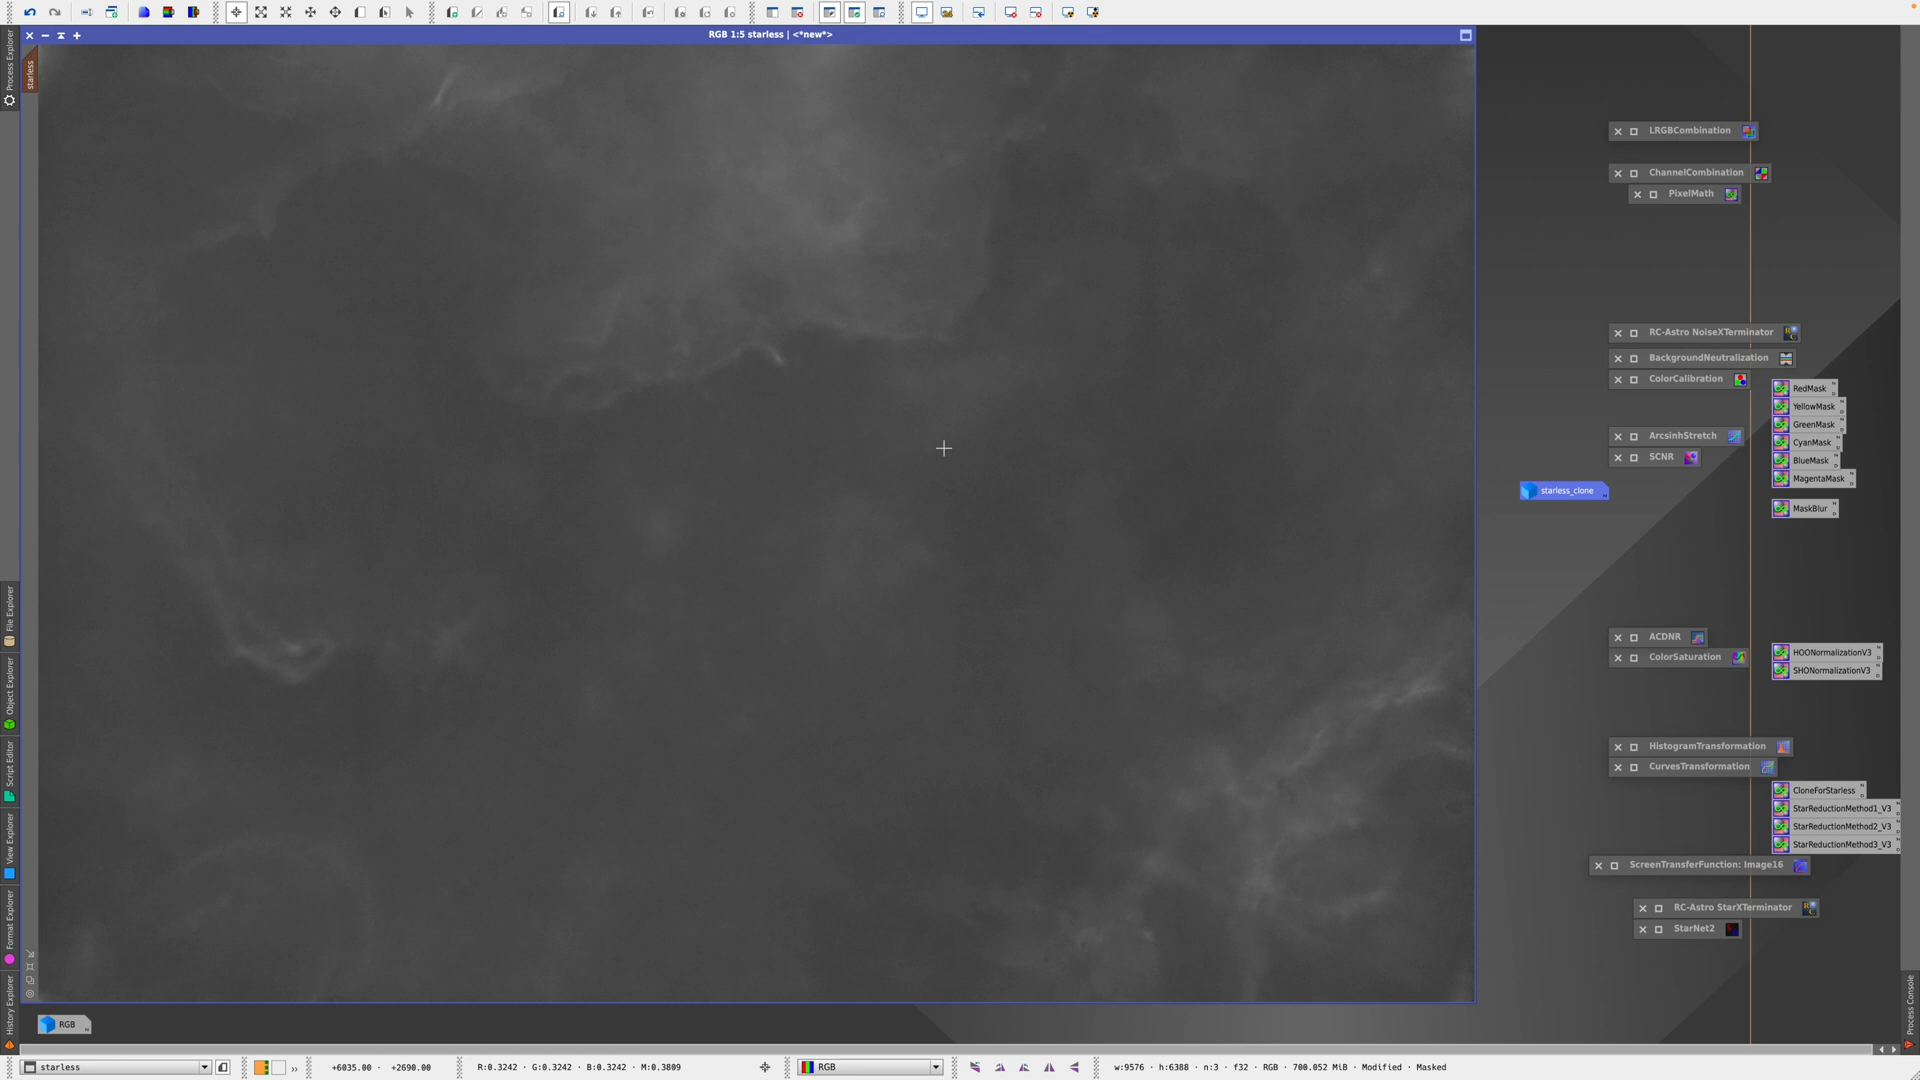 RGB 1:5 starless | <*new*>
Process Explorer
starless
File Explorer
Object Explorer
Script Editor
View Explorer
Format Explorer
History Explorer
LRGBCombination
ChannelCombination
PixelMath
RC-Astro NoiseXTerminator
BackgroundNeutralization
ColorCalibration
RedMask
YellowMask
GreenMask
CyanMask
BlueMask
MagentaMask
MaskBlur
ArcsinhStretch
SCNR
starless_clone
ACDNR
ColorSaturation
HOONormalizationV3
SHONormalizationV3
HistogramTransformation
CurvesTransformation
CloneForStarless
StarReductionMethod1_V3
StarReductionMethod2_V3
StarReductionMethod3_V3
ScreenTransferFunction: Image16
RC-Astro StarXTerminator
StarNet2
Process Console
RGB
starless
+6035.00 · +2690.00
R:0.3242 · G:0.3242 · B:0.3242 · M:0.3809
RGB
w:9576 · h:6388 · n:3 · f32 · RGB · 700.052 MiB · Modified · Masked